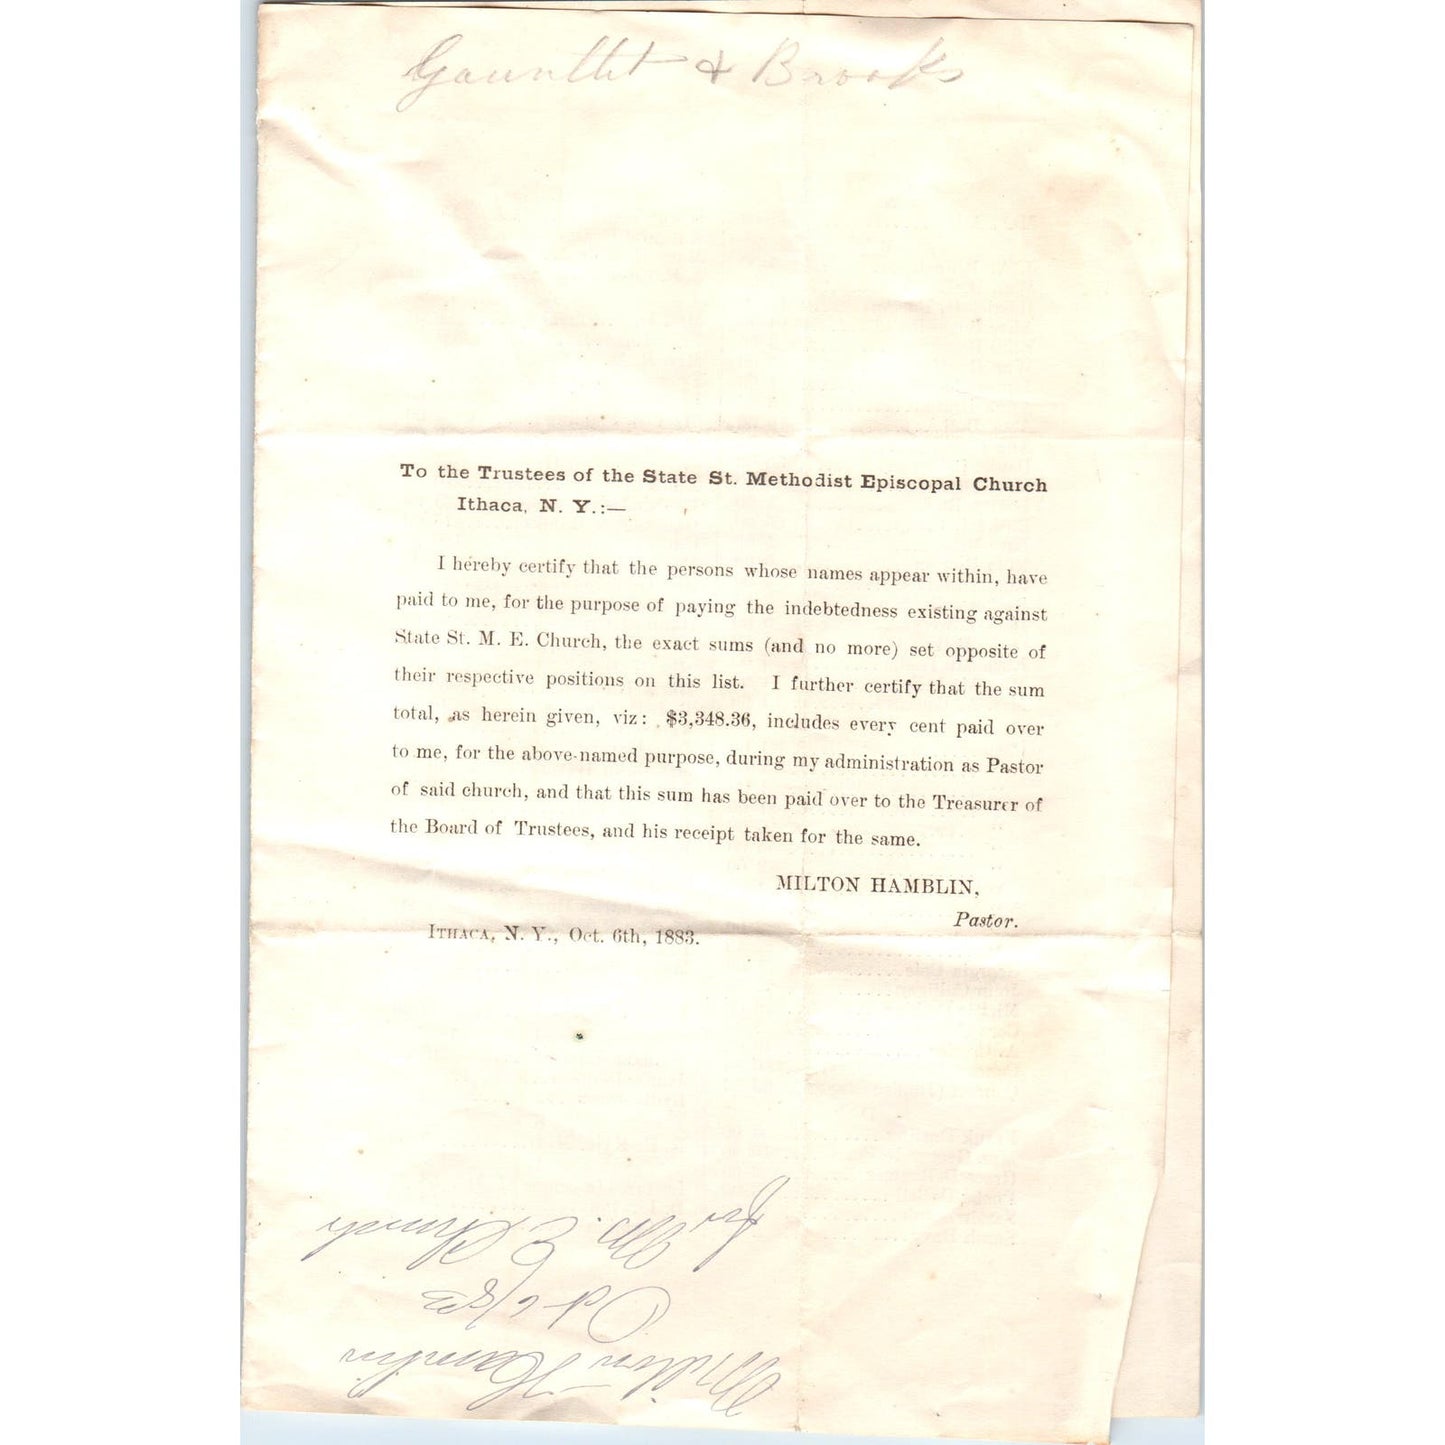 Gauntlet & Brooks
To the Trustees of the State St. Methodist Episcopal Church
Ithaca, N. Y.:—
I hereby certify that the persons whose names appear within, have
paid to me, for the purpose of paying the indebtedness existing against
State St. M. E. Church, the exact sums (and no more) set opposite of
their respective positions on this list. I further certify that the sum
total, as herein given, viz: $3,348.36, includes every cent paid over
to me, for the above-named purpose, during my administration as Pastor
of said church, and that this sum has been paid over to the Treasurer of
the Board of Trustees, and his receipt taken for the same.
MILTON HAMBLIN,
Pastor.
ITHACA, N. Y., Oct. 6th, 1883.
Milton Hamblin
Oct 6/83
for M. E. Church